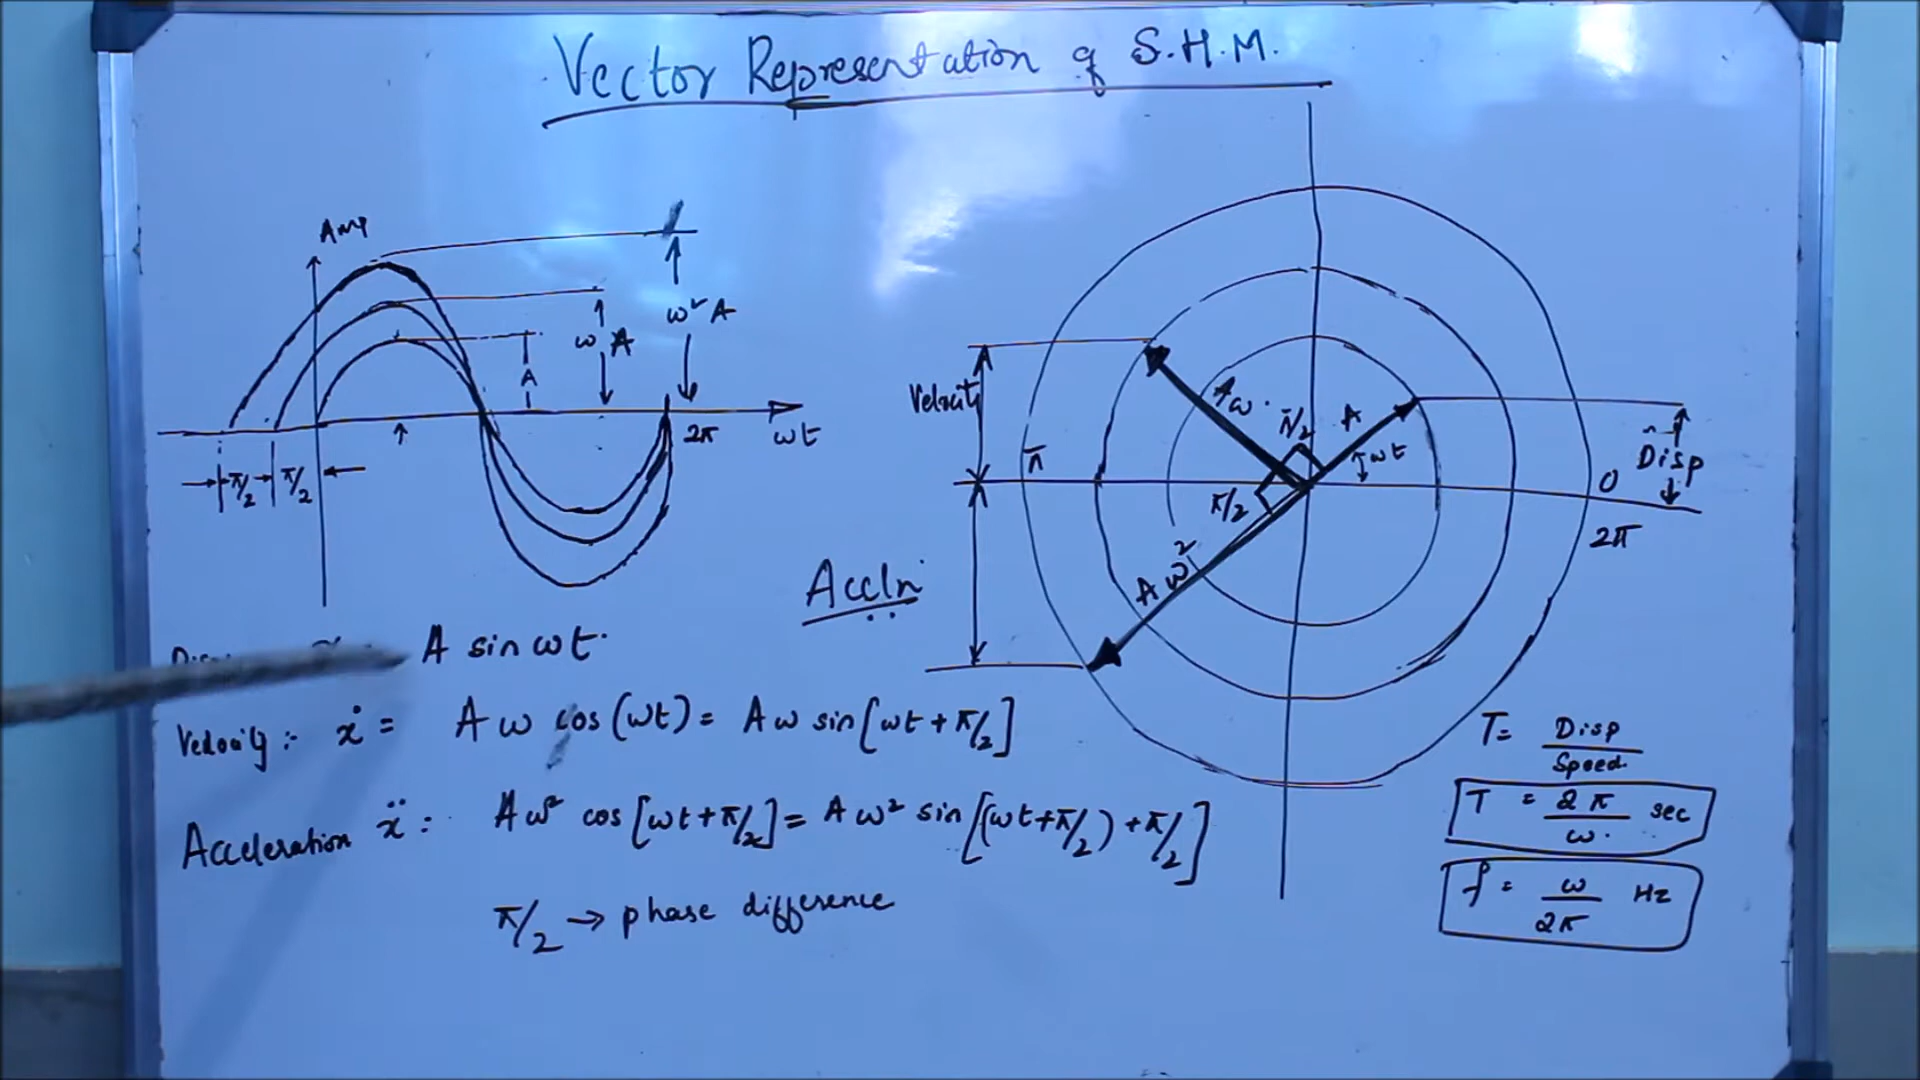 Vector Representation of S.H.M.
Amp
ω²A
ωA
A
2π
ωt
π/2
π/2
Velocity
Aω
π/2
A
ωt
Disp
π
0
π/2
2π
Aω²
Accln
A sin ωt.
Velocity :- ẋ = Aω cos(ωt) = Aω sin[ωt + π/2]
Acceleration ẍ : Aω² cos[ωt+π/2] = Aω² sin[(ωt+π/2) + π/2]
π/2 → phase difference
T = Disp / Speed
T = 2π / ω. sec
f = ω / 2π Hz